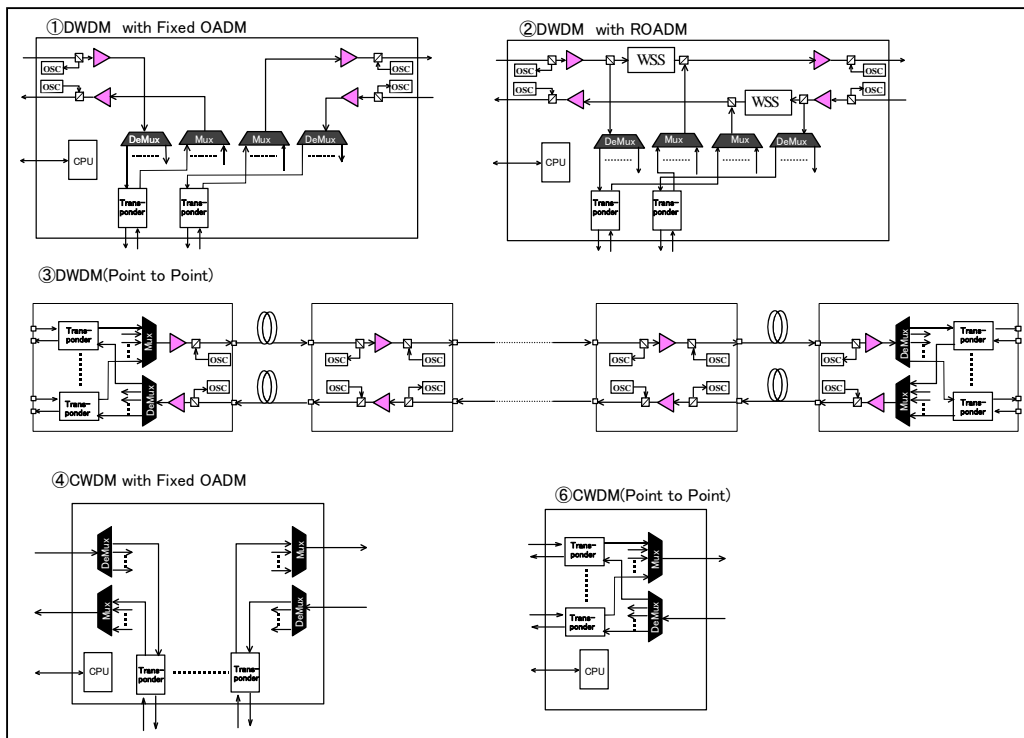 ①DWDM with Fixed OADM
OSC
OSC
OSC
OSC
DeMux
Mux
Mux
DeMux
CPU
Trans-
ponder
Trans-
ponder
②DWDM with ROADM
WSS
OSC
OSC
OSC
OSC
WSS
DeMux
Mux
Mux
DeMux
CPU
Trans-
ponder
Trans-
ponder
③DWDM(Point to Point)
Trans-
ponder
Mux
OSC
OSC
Trans-
ponder
DeMux
OSC
OSC
OSC
OSC
OSC
OSC
OSC
OSC
OSC
OSC
DeMux
Trans-
ponder
Mux
Trans-
ponder
④CWDM with Fixed OADM
DeMux
Mux
Mux
DeMux
CPU
Trans-
ponder
Trans-
ponder
⑥CWDM(Point to Point)
Trans-
ponder
Mux
Trans-
ponder
DeMux
CPU